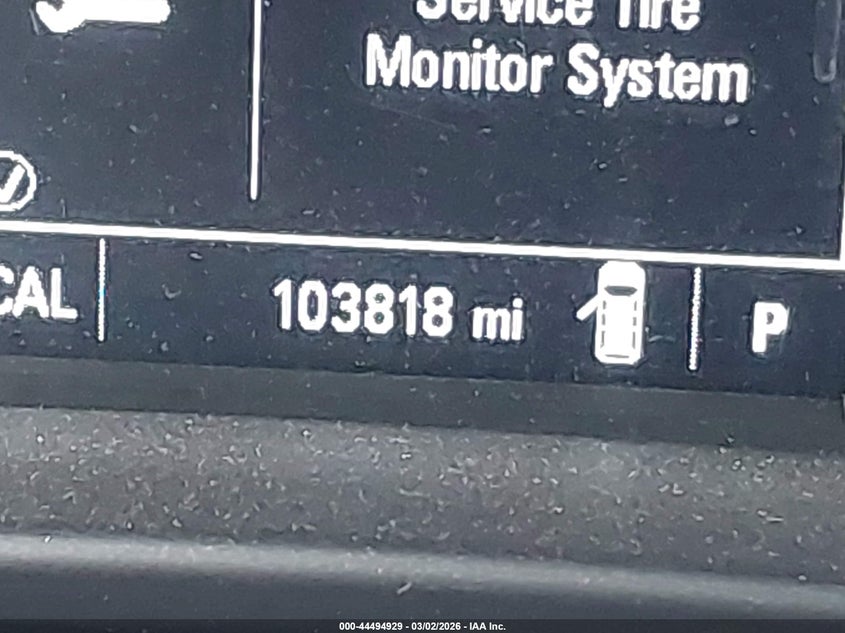 Service Tire
Monitor System
CAL
103818 mi
P
000-44494929 - 03/02/2026 - IAA Inc.